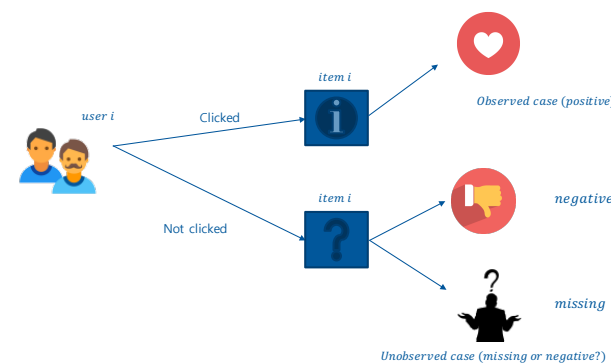 item i
user i
Clicked
Observed case (positive)
item i
negative
Not clicked
?
missing
Unobserved case (missing or negative?)